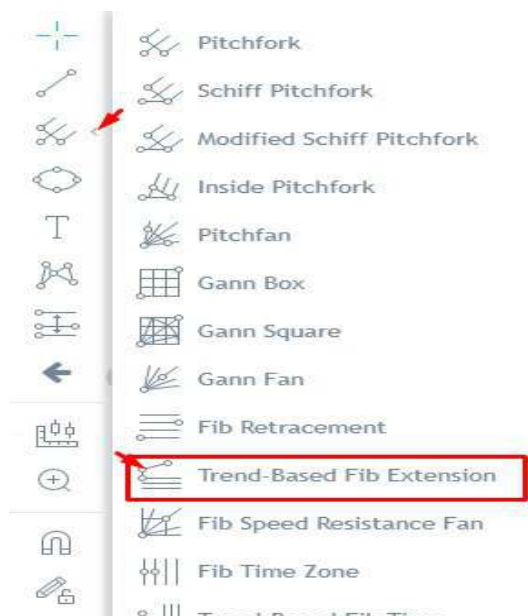 Pitchfork
Schiff Pitchfork
Modified Schiff Pitchfork
Inside Pitchfork
T
Pitchfan
Gann Box
Gann Square
Gann Fan
Fib Retracement
Trend-Based Fib Extension
Fib Speed Resistance Fan
Fib Time Zone